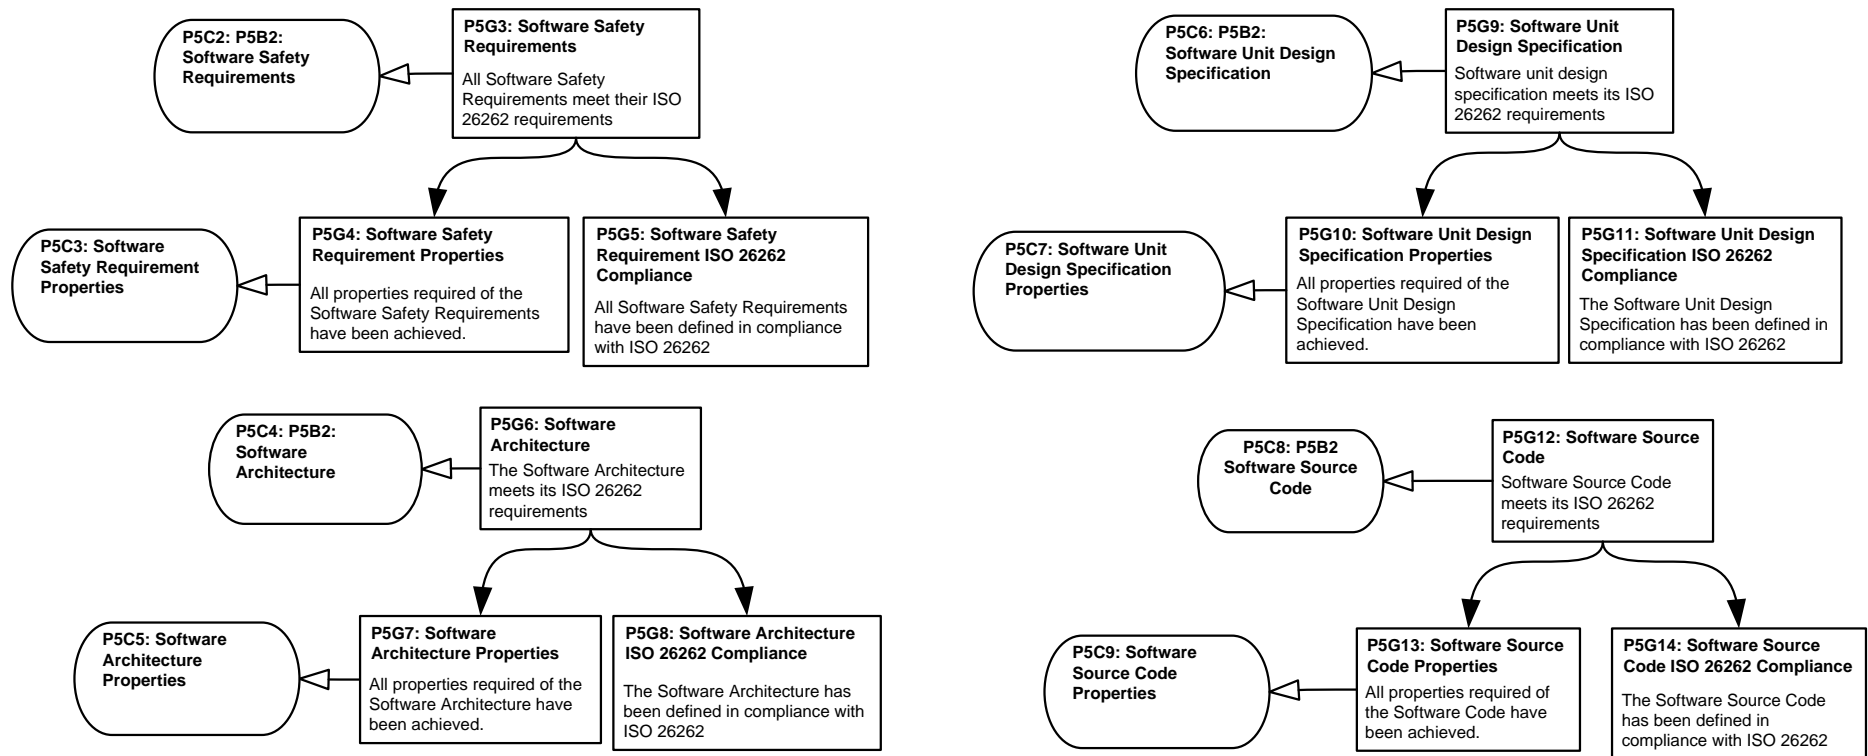 P5C2: P5B2:
Software Safety
Requirements
P5G3: Software Safety
Requirements
All Software Safety
Requirements meet their ISO
26262 requirements
P5C3: Software
Safety Requirement
Properties
P5G4: Software Safety
Requirement Properties
All properties required of the
Software Safety Requirements
have been achieved.
P5G5: Software Safety
Requirement ISO 26262
Compliance
All Software Safety Requirements
have been defined in compliance
with ISO 26262
P5C6: P5B2:
Software Unit Design
Specification
P5G9: Software Unit
Design Specification
Software unit design
specification meets its ISO
26262 requirements
P5C7: Software Unit
Design Specification
Properties
P5G10: Software Unit Design
Specification Properties
All properties required of the
Software Unit Design
Specification have been
achieved.
P5G11: Software Unit Design
Specification ISO 26262
Compliance
The Software Unit Design
Specification has been defined in
compliance with ISO 26262
P5C4: P5B2:
Software
Architecture
P5G6: Software
Architecture
The Software Architecture
meets its ISO 26262
requirements
P5C5: Software
Architecture
Properties
P5G7: Software
Architecture Properties
All properties required of the
Software Architecture have
been achieved.
P5G8: Software Architecture
ISO 26262 Compliance
The Software Architecture has
been defined in compliance with
ISO 26262
P5C8: P5B2
Software Source
Code
P5G12: Software Source
Code
Software Source Code
meets its ISO 26262
requirements
P5C9: Software
Source Code
Properties
P5G13: Software Source
Code Properties
All properties required of
the Software Code have
been achieved.
P5G14: Software Source
Code ISO 26262 Compliance
The Software Source Code
has been defined in
compliance with ISO 26262